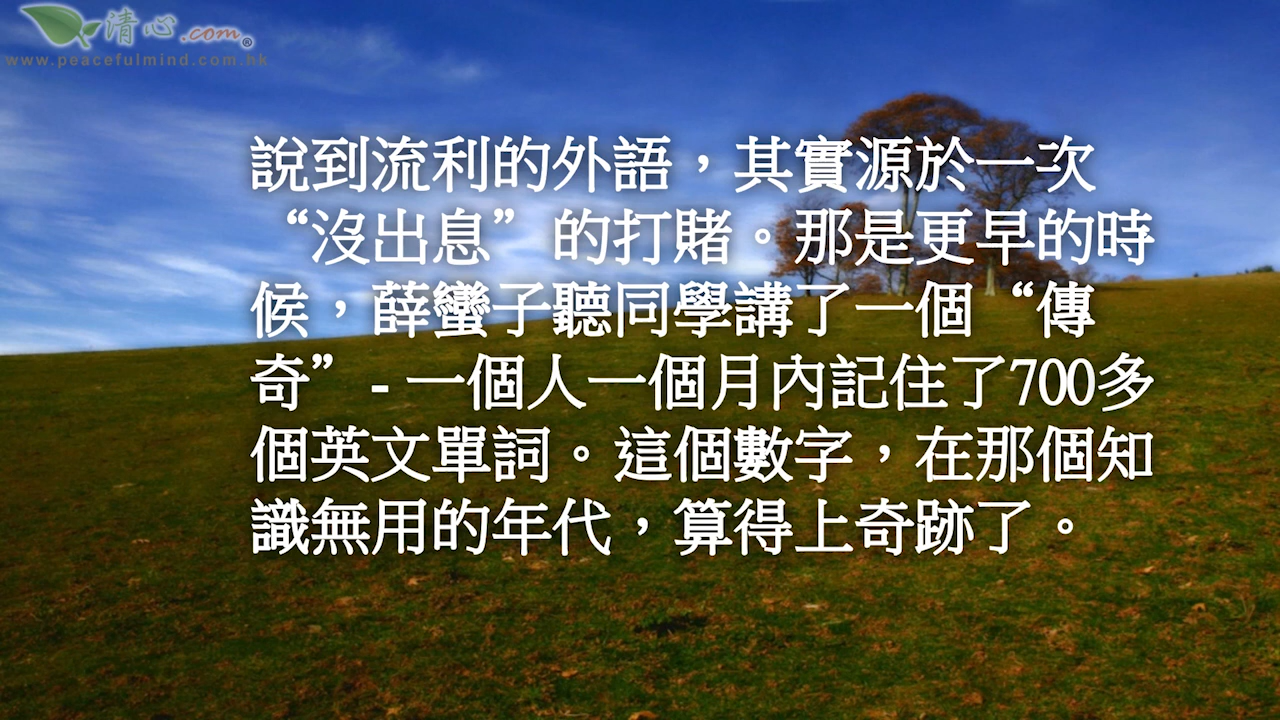 清心.com®
www.peacefulmind.com.hk
說到流利的外語，其實源於一次
“沒出息”的打賭。那是更早的時
候，薛蠻子聽同學講了一個“傳
奇”- 一個人一個月內記住了700多
個英文單詞。這個數字，在那個知
識無用的年代，算得上奇跡了。